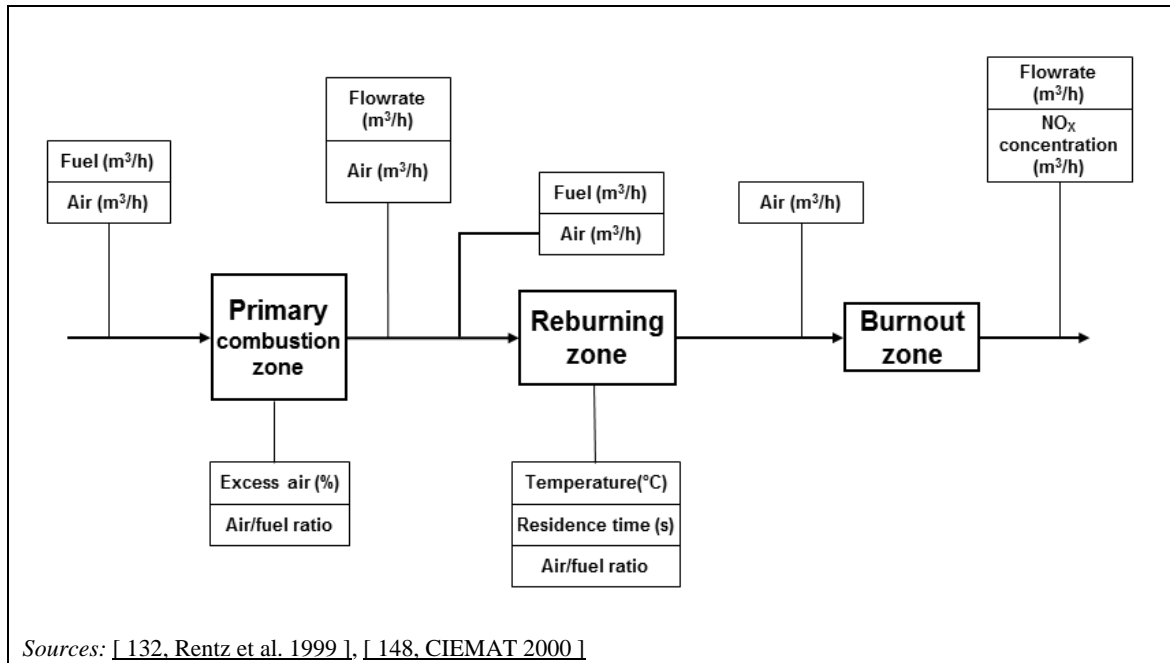 Fuel (m³/h)
Air (m³/h)
Flowrate
(m³/h)
Air (m³/h)
Fuel (m³/h)
Air (m³/h)
Air (m³/h)
Flowrate
(m³/h)
NOX
concentration
(m³/h)
Primary
combustion
zone
Reburning
zone
Burnout
zone
Excess air (%)
Air/fuel ratio
Temperature(°C)
Residence time (s)
Air/fuel ratio
Sources: [ 132, Rentz et al. 1999 ], [ 148, CIEMAT 2000 ]